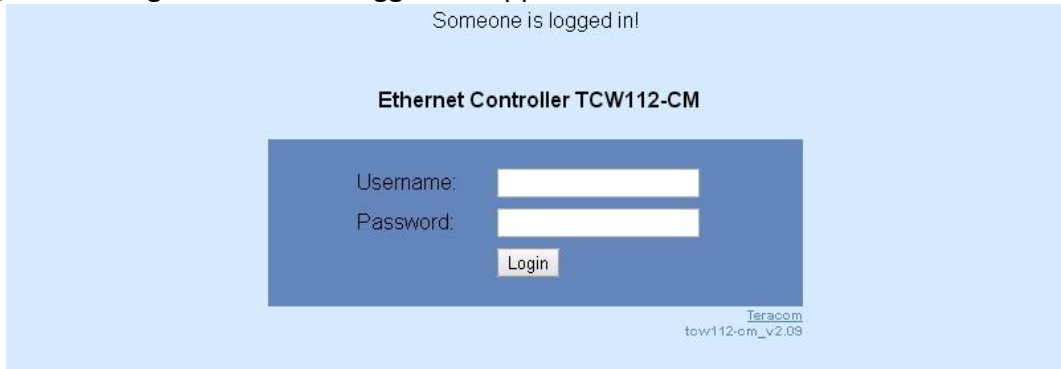 Someone is logged in!
Ethernet Controller TCW112-CM
Username:
Password:
Login
Teracom
tcw112-cm_v2.09